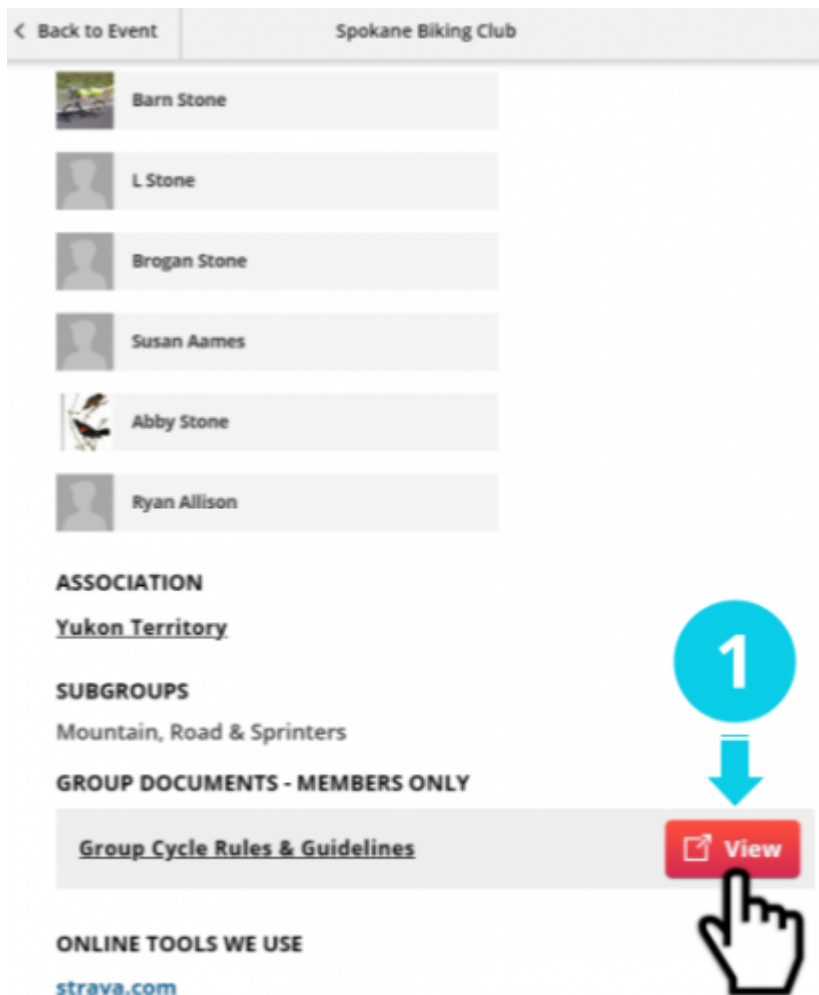 Back to Event
Spokane Biking Club
Barn Stone
L Stone
Brogan Stone
Susan Aames
Abby Stone
Ryan Allison
ASSOCIATION
Yukon Territory
SUBGROUPS
Mountain, Road & Sprinters
GROUP DOCUMENTS - MEMBERS ONLY
Group Cycle Rules & Guidelines
View
1
ONLINE TOOLS WE USE
strava.com